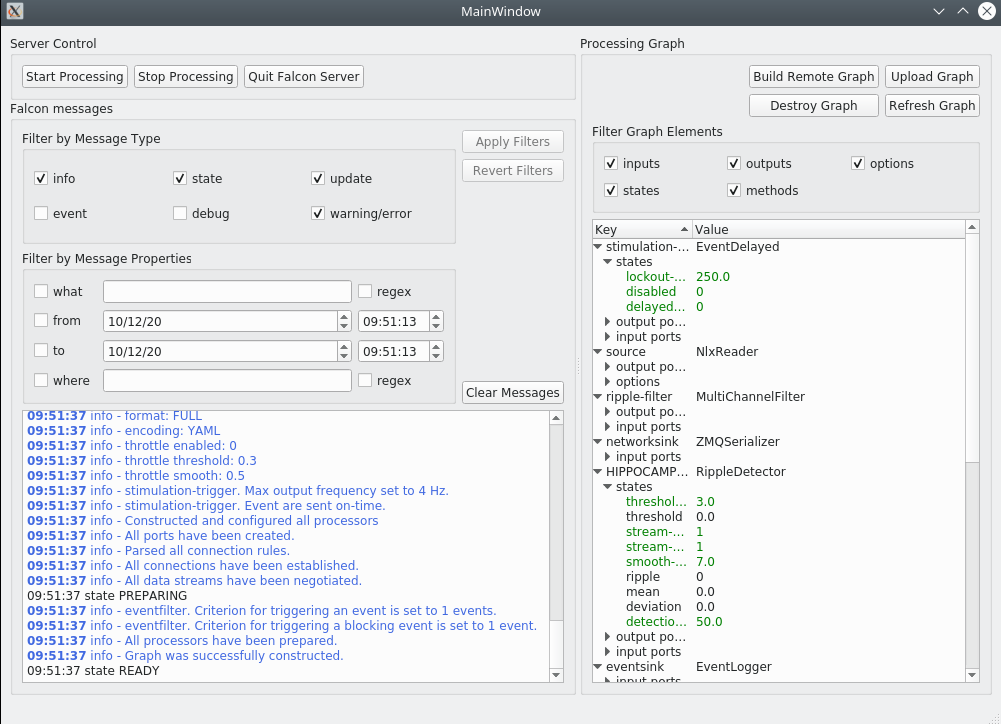 MainWindow
Server Control
Start Processing Stop Processing Quit Falcon Server
Falcon messages
Filter by Message Type
Apply Filters
Revert Filters
info state update
event debug warning/error
Filter by Message Properties
what regex
from 10/12/20 09:51:13
to 10/12/20 09:51:13
where regex
Clear Messages
09:51:37 info - format: FULL
09:51:37 info - encoding: YAML
09:51:37 info - throttle enabled: 0
09:51:37 info - throttle threshold: 0.3
09:51:37 info - throttle smooth: 0.5
09:51:37 info - stimulation-trigger. Max output frequency set to 4 Hz.
09:51:37 info - stimulation-trigger. Event are sent on-time.
09:51:37 info - Constructed and configured all processors
09:51:37 info - All ports have been created.
09:51:37 info - Parsed all connection rules.
09:51:37 info - All connections have been established.
09:51:37 info - All data streams have been negotiated.
09:51:37 state PREPARING
09:51:37 info - eventfilter. Criterion for triggering an event is set to 1 events.
09:51:37 info - eventfilter. Criterion for triggering a blocking event is set to 1 event.
09:51:37 info - All processors have been prepared.
09:51:37 info - Graph was successfully constructed.
09:51:37 state READY
Processing Graph
Build Remote Graph Upload Graph
Destroy Graph Refresh Graph
Filter Graph Elements
inputs outputs options
states methods
Key Value
stimulation-... EventDelayed
states
lockout-... 250.0
disabled 0
delayed... 0
output po...
input ports
source NlxReader
output po...
options
ripple-filter MultiChannelFilter
output po...
input ports
networksink ZMQSerializer
input ports
HIPPOCAMP... RippleDetector
states
threshol... 3.0
threshold 0.0
stream-... 1
stream-... 1
smooth-... 7.0
ripple 0
mean 0.0
deviation 0.0
detectio... 50.0
output po...
input ports
eventsink EventLogger
input ports